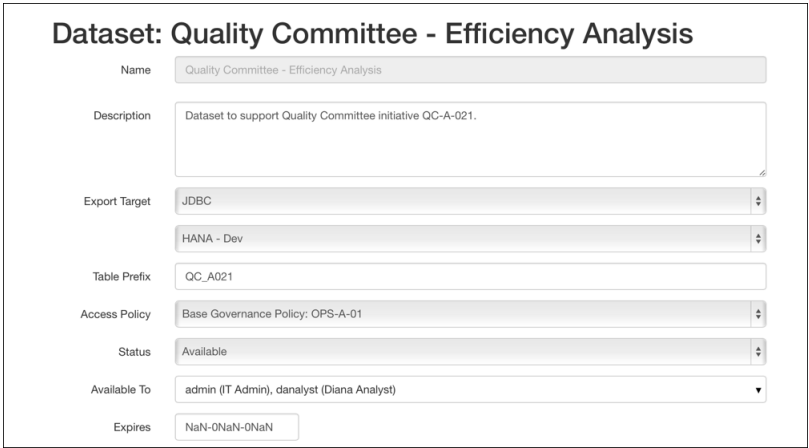 Dataset: Quality Committee - Efficiency Analysis
Name Quality Committee - Efficiency Analysis
Description Dataset to support Quality Committee initiative QC-A-021.
Export Target JDBC
HANA - Dev
Table Prefix QC_A021
Access Policy Base Governance Policy: OPS-A-01
Status Available
Available To admin (IT Admin), danalyst (Diana Analyst)
Expires NaN-0NaN-0NaN